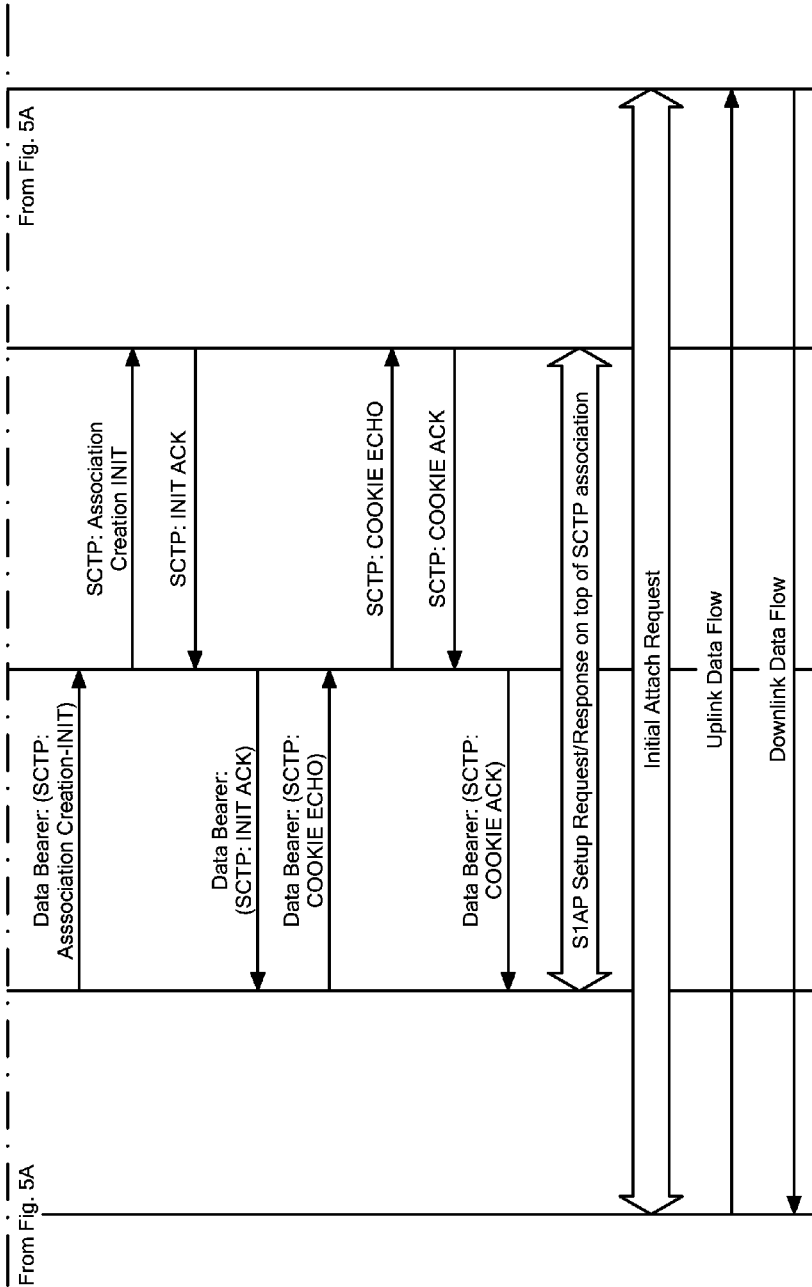 From Fig. 5A
From Fig. 5A
Data Bearer: (SCTP:
Asssociation Creation-INIT)
SCTP: Association
Creation INIT
SCTP: INIT ACK
Data Bearer:
(SCTP: INIT ACK)
Data Bearer: (SCTP:
COOKIE ECHO)
SCTP: COOKIE ECHO
SCTP: COOKIE ACK
Data Bearer: (SCTP:
COOKIE ACK)
S1AP Setup Request/Response on top of SCTP association
Initial Attach Request
Uplink Data Flow
Downlink Data Flow